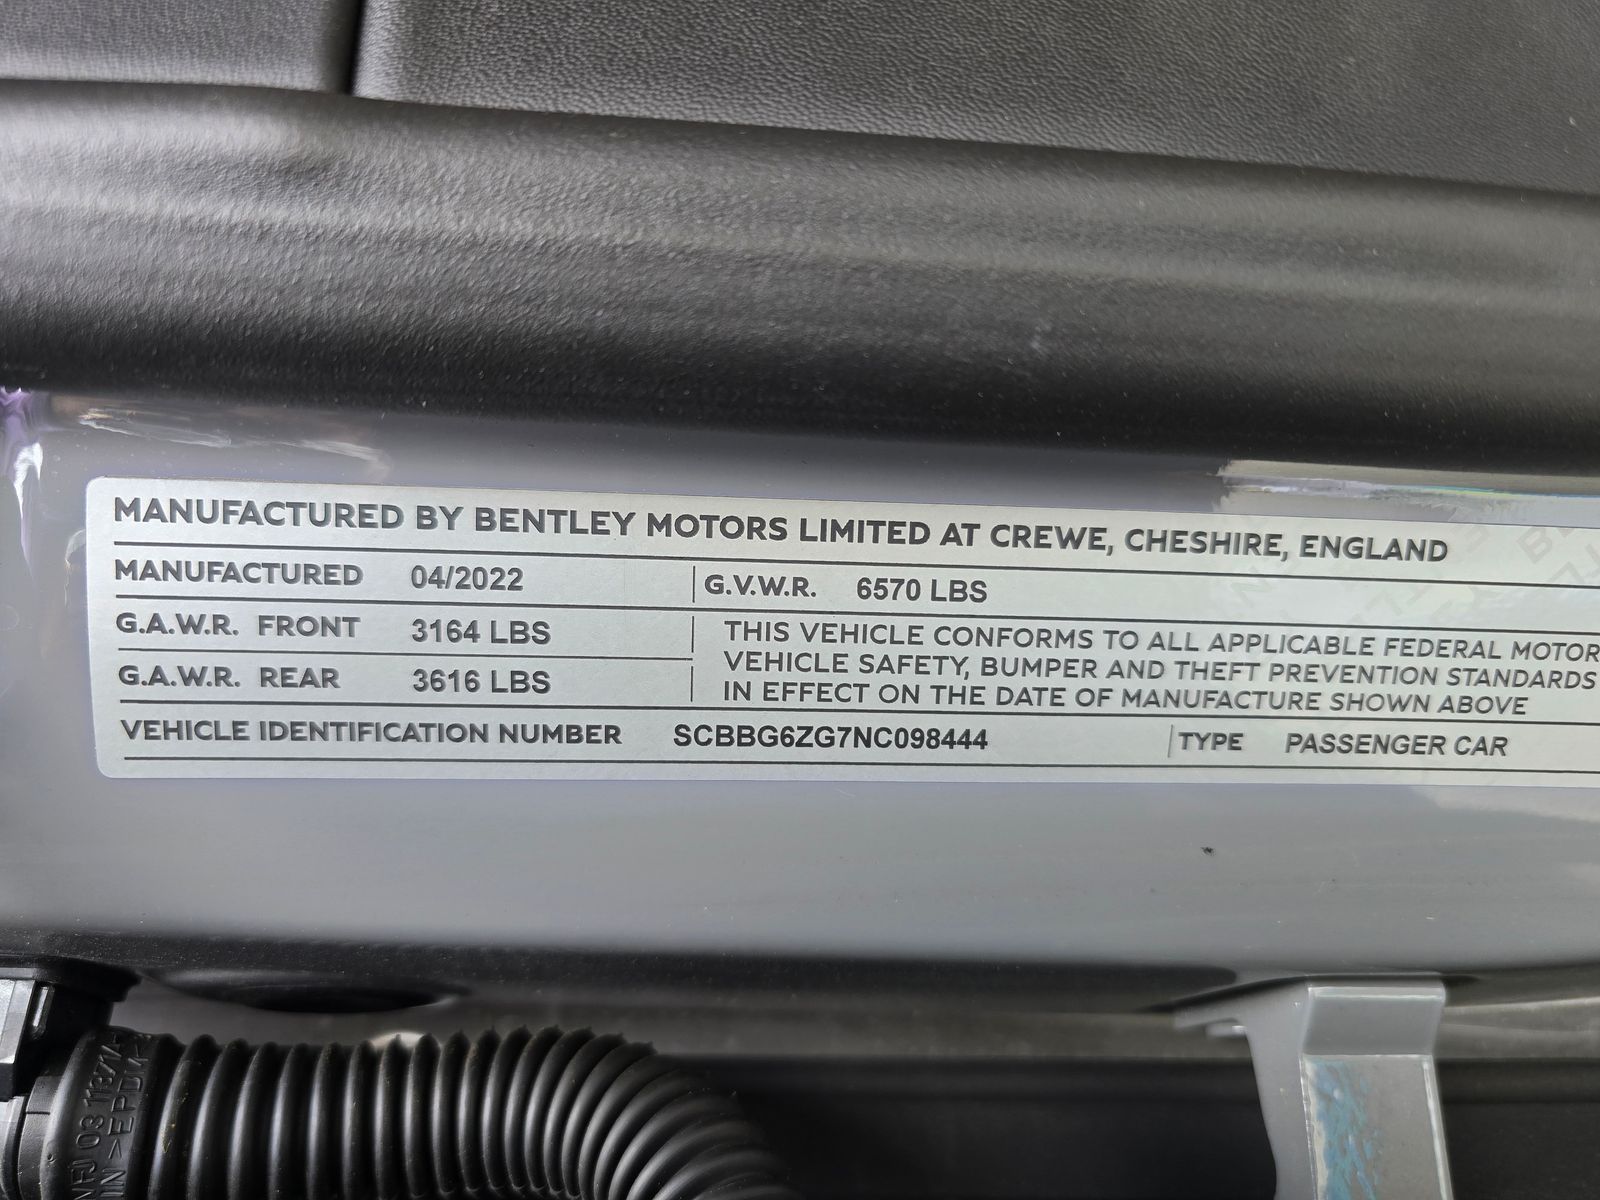 MANUFACTURED BY BENTLEY MOTORS LIMITED AT CREWE, CHESHIRE, ENGLAND
MANUFACTURED 04/2022 G.V.W.R. 6570 LBS
G.A.W.R. FRONT 3164 LBS
G.A.W.R. REAR 3616 LBS
THIS VEHICLE CONFORMS TO ALL APPLICABLE FEDERAL MOTOR
VEHICLE SAFETY, BUMPER AND THEFT PREVENTION STANDARDS
IN EFFECT ON THE DATE OF MANUFACTURE SHOWN ABOVE
VEHICLE IDENTIFICATION NUMBER SCBBG6ZG7NC098444 TYPE PASSENGER CAR
>EPDM